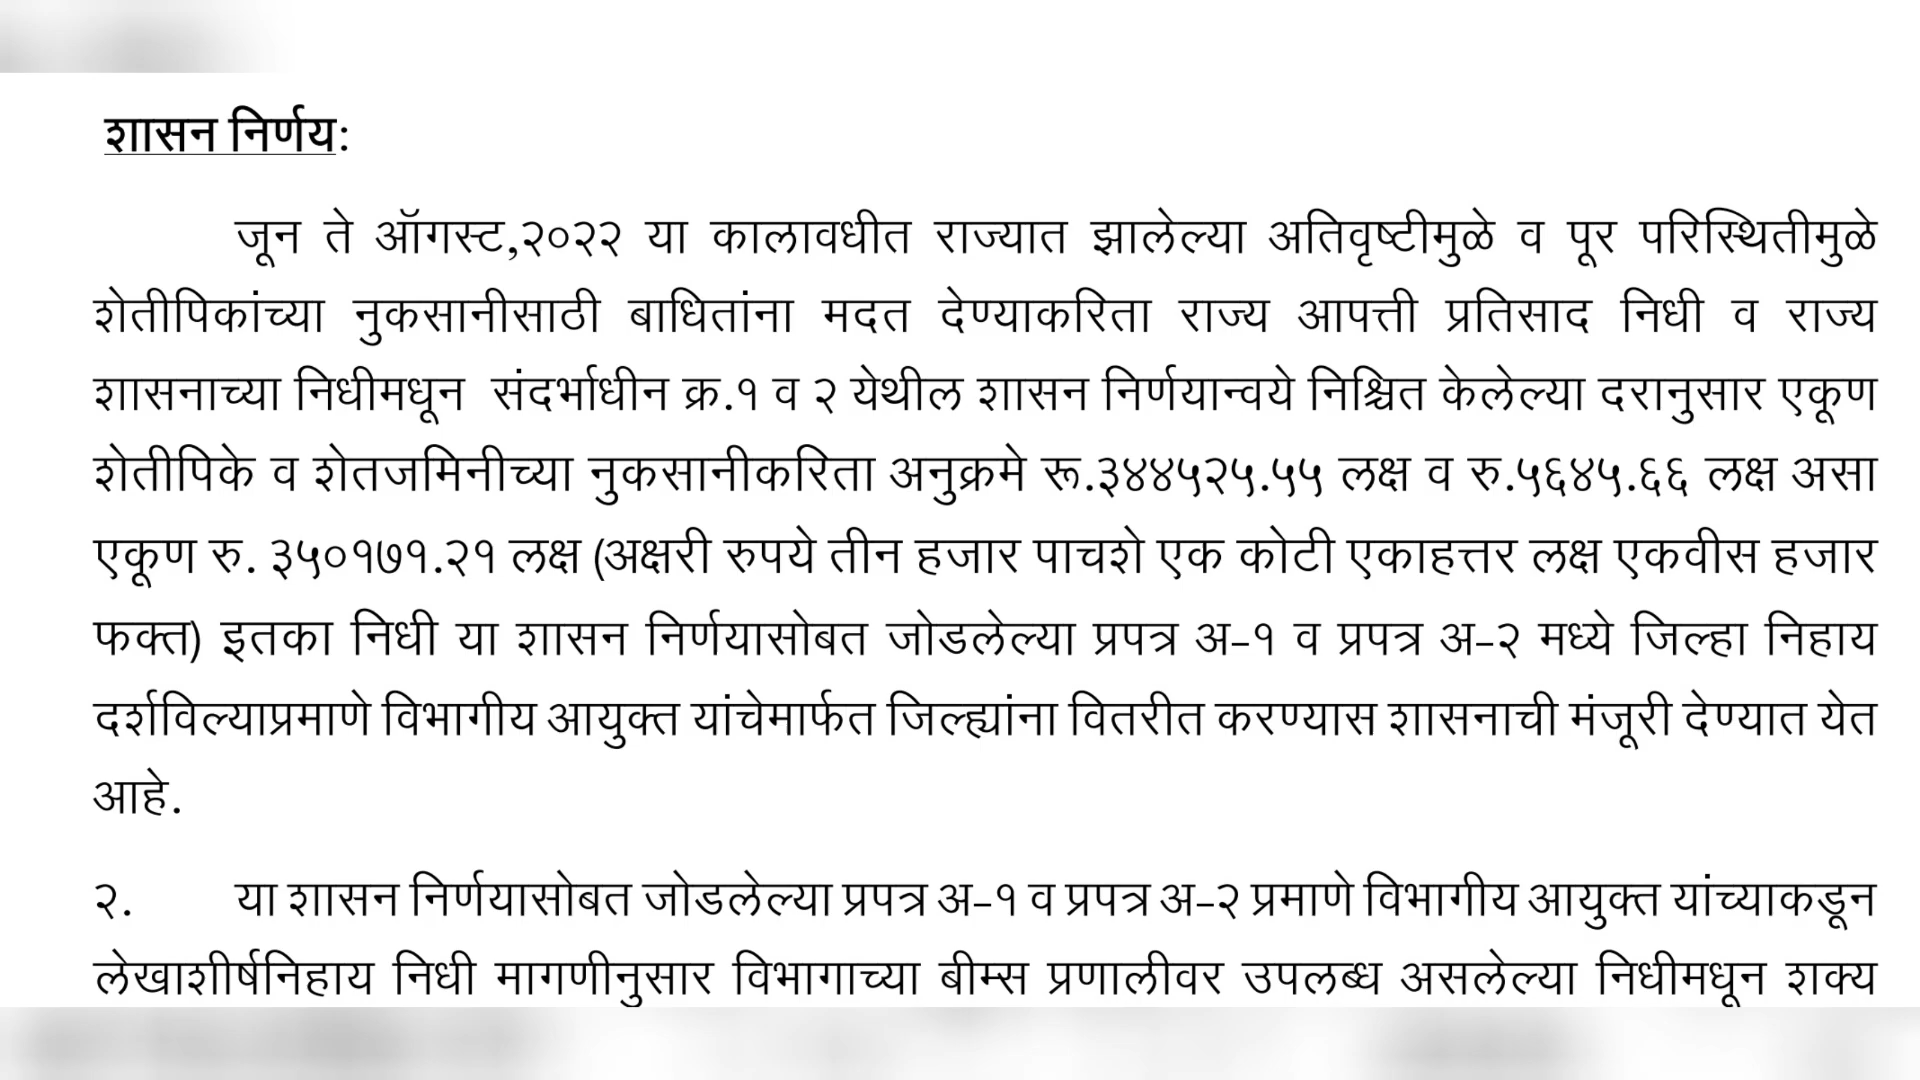 शासन निर्णय:
जून ते ऑगस्ट,२०२२ या कालावधीत राज्यात झालेल्या अतिवृष्टीमुळे व पूर परिस्थितीमुळे
शेतीपिकांच्या नुकसानीसाठी बाधितांना मदत देण्याकरिता राज्य आपत्ती प्रतिसाद निधी व राज्य
शासनाच्या निधीमधून संदर्भाधीन क्र.१ व २ येथील शासन निर्णयान्वये निश्चित केलेल्या दरानुसार एकूण
शेतीपिके व शेतजमिनीच्या नुकसानीकरिता अनुक्रमे रू.३४४५२५.५५ लक्ष व रु.५६४५.६६ लक्ष असा
एकूण रु. ३५०१७१.२१ लक्ष (अक्षरी रुपये तीन हजार पाचशे एक कोटी एकाहत्तर लक्ष एकवीस हजार
फक्त) इतका निधी या शासन निर्णयासोबत जोडलेल्या प्रपत्र अ-१ व प्रपत्र अ-२ मध्ये जिल्हा निहाय
दर्शविल्याप्रमाणे विभागीय आयुक्त यांचेमार्फत जिल्ह्यांना वितरीत करण्यास शासनाची मंजूरी देण्यात येत
आहे.
२. या शासन निर्णयासोबत जोडलेल्या प्रपत्र अ-१ व प्रपत्र अ-२ प्रमाणे विभागीय आयुक्त यांच्याकडून
लेखाशीर्षनिहाय निधी मागणीनुसार विभागाच्या बीम्स प्रणालीवर उपलब्ध असलेल्या निधीमधून शक्य